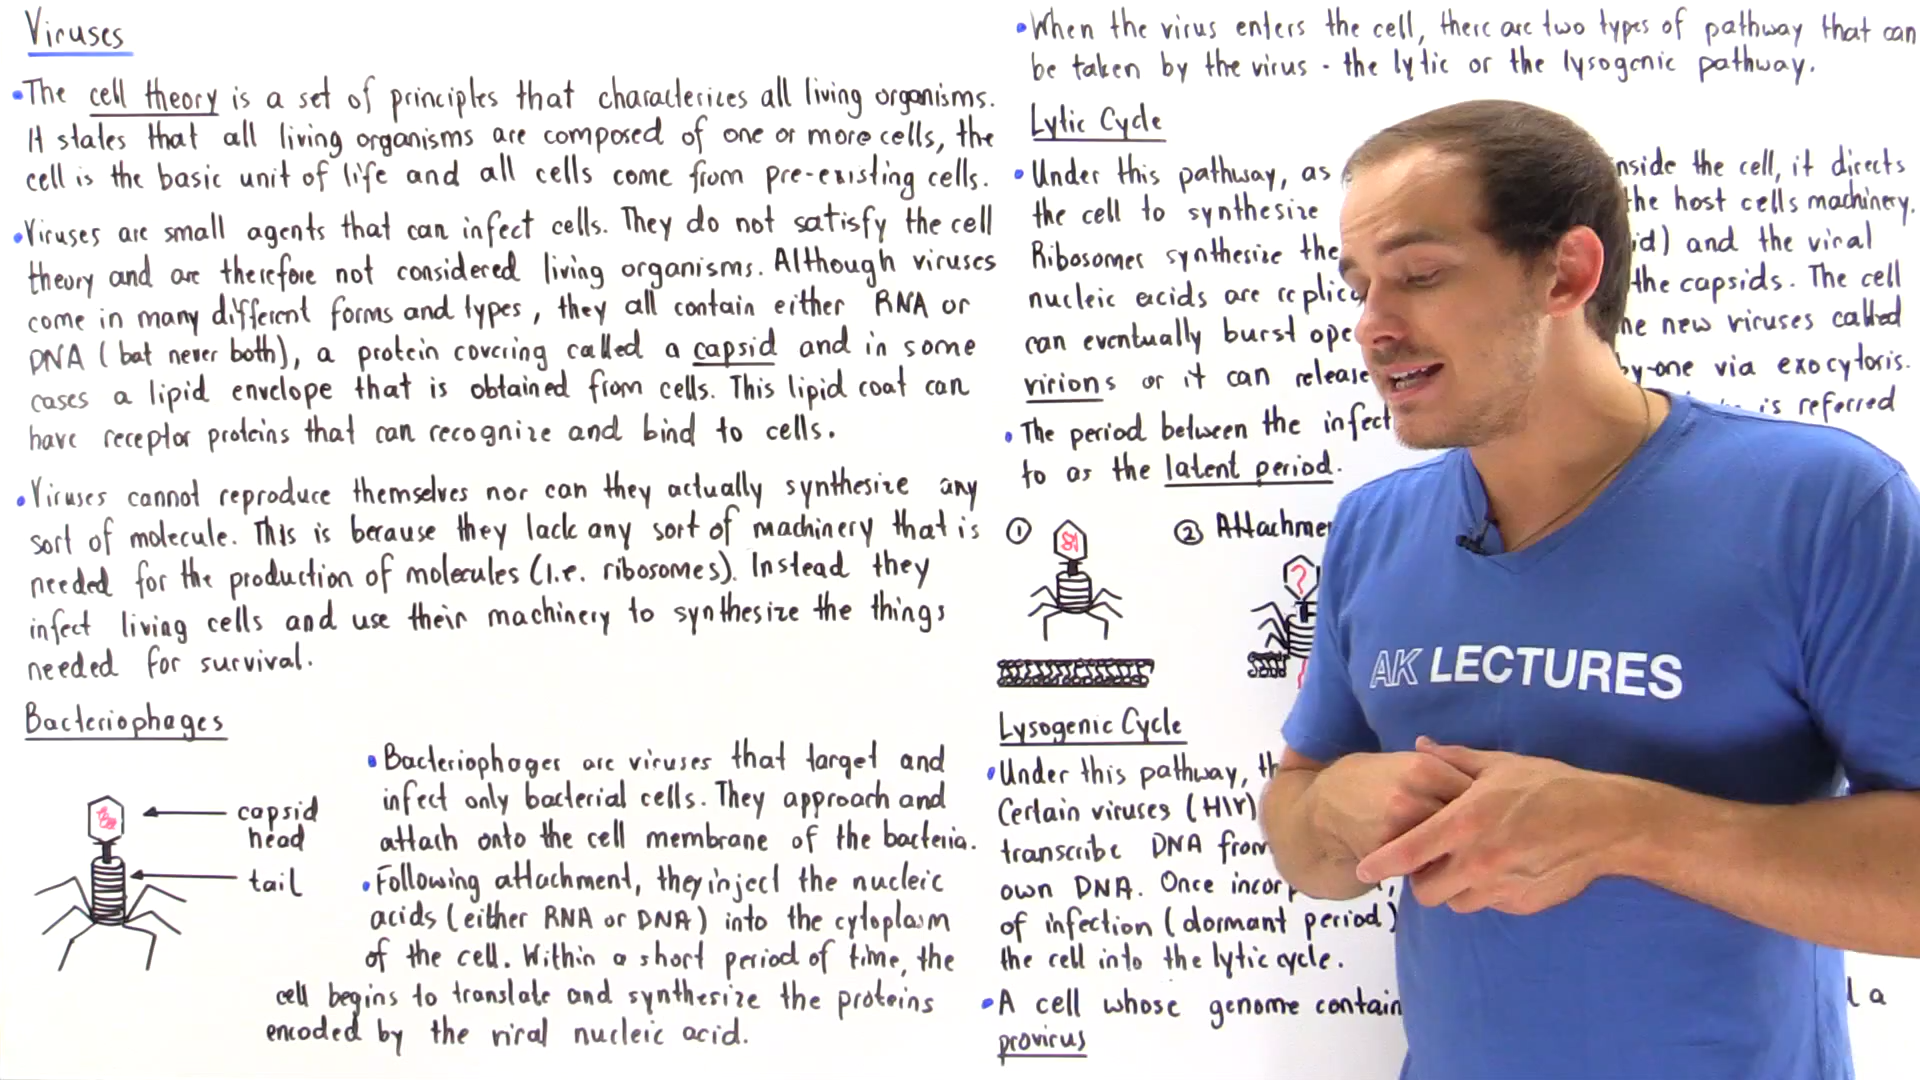 Viruses
•The cell theory is a set of principles that characterizes all living organisms.
It states that all living organisms are composed of one or more cells, the
cell is the basic unit of life and all cells come from pre-existing cells.
•Viruses are small agents that can infect cells. They do not satisfy the cell
theory and are therefore not considered living organisms. Although viruses
come in many different forms and types, they all contain either RNA or
DNA (bat never both), a protein covering called a capsid and in some
cases a lipid envelope that is obtained from cells. This lipid coat can
have receptor proteins that can recognize and bind to cells.
•Viruses cannot reproduce themselves nor can they actually synthesize any
sort of molecule. This is because they lack any sort of machinery that is
needed for the production of molecules (i.e. ribosomes). Instead they
infect living cells and use their machinery to synthesize the things
needed for survival.
Bacteriophages
capsid
head
tail
•Bacteriophages are viruses that target and
infect only bacterial cells. They approach and
attach onto the cell membrane of the bacteria.
•Following attachment, they inject the nucleic
acids (either RNA or DNA) into the cytoplasm
of the cell. Within a short period of time, the
cell begins to translate and synthesize the proteins
encoded by the viral nucleic acid.
•When the virus enters the cell, there are two types of pathway that can
be taken by the virus - the lytic or the lysogenic pathway.
Lytic Cycle
•Under this pathway, as inside the cell, it directs
the cell to synthesize the host cells machinery.
Ribosomes synthesize the and the viral
nucleic acids are the capsids. The cell
can eventually burst new viruses called
virions or it can release by-one via exocytosis.
•The period between the is referred
to as the latent period.
①
②
Lysogenic Cycle
•Under this pathway,
Certain viruses (HIV)
transcribe DNA from
own DNA. Once
of infection (dormant period)
the cell into the lytic cycle.
•A cell whose genome a
provirus
AK LECTURES